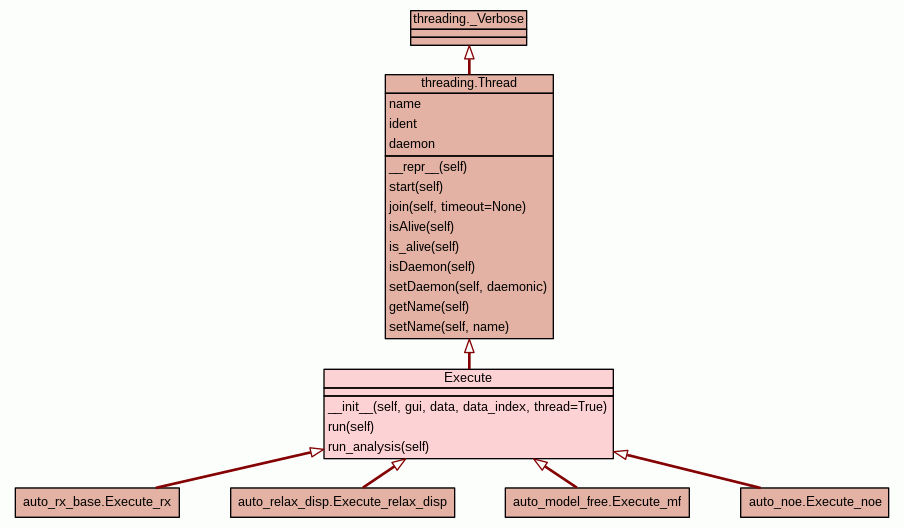 threading._Verbose
threading.Thread
name
ident
daemon
__repr__(self)
start(self)
join(self, timeout=None)
isAlive(self)
is_alive(self)
isDaemon(self)
setDaemon(self, daemonic)
getName(self)
setName(self, name)
Execute
__init__(self, gui, data, data_index, thread=True)
run(self)
run_analysis(self)
auto_rx_base.Execute_rx
auto_relax_disp.Execute_relax_disp
auto_model_free.Execute_mf
auto_noe.Execute_noe